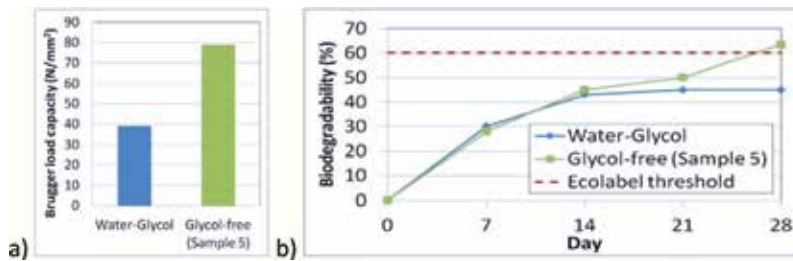 a)
Brugger load capacity (N/mm²)
90
80
70
60
50
40
30
20
10
0
Water-Glycol
Glycol-free
(Sample 5)
b)
Biodegradability (%)
70
60
50
40
30
20
10
0
Water-Glycol
Glycol-free (Sample 5)
Ecolabel threshold
0 7 14 21 28
Day